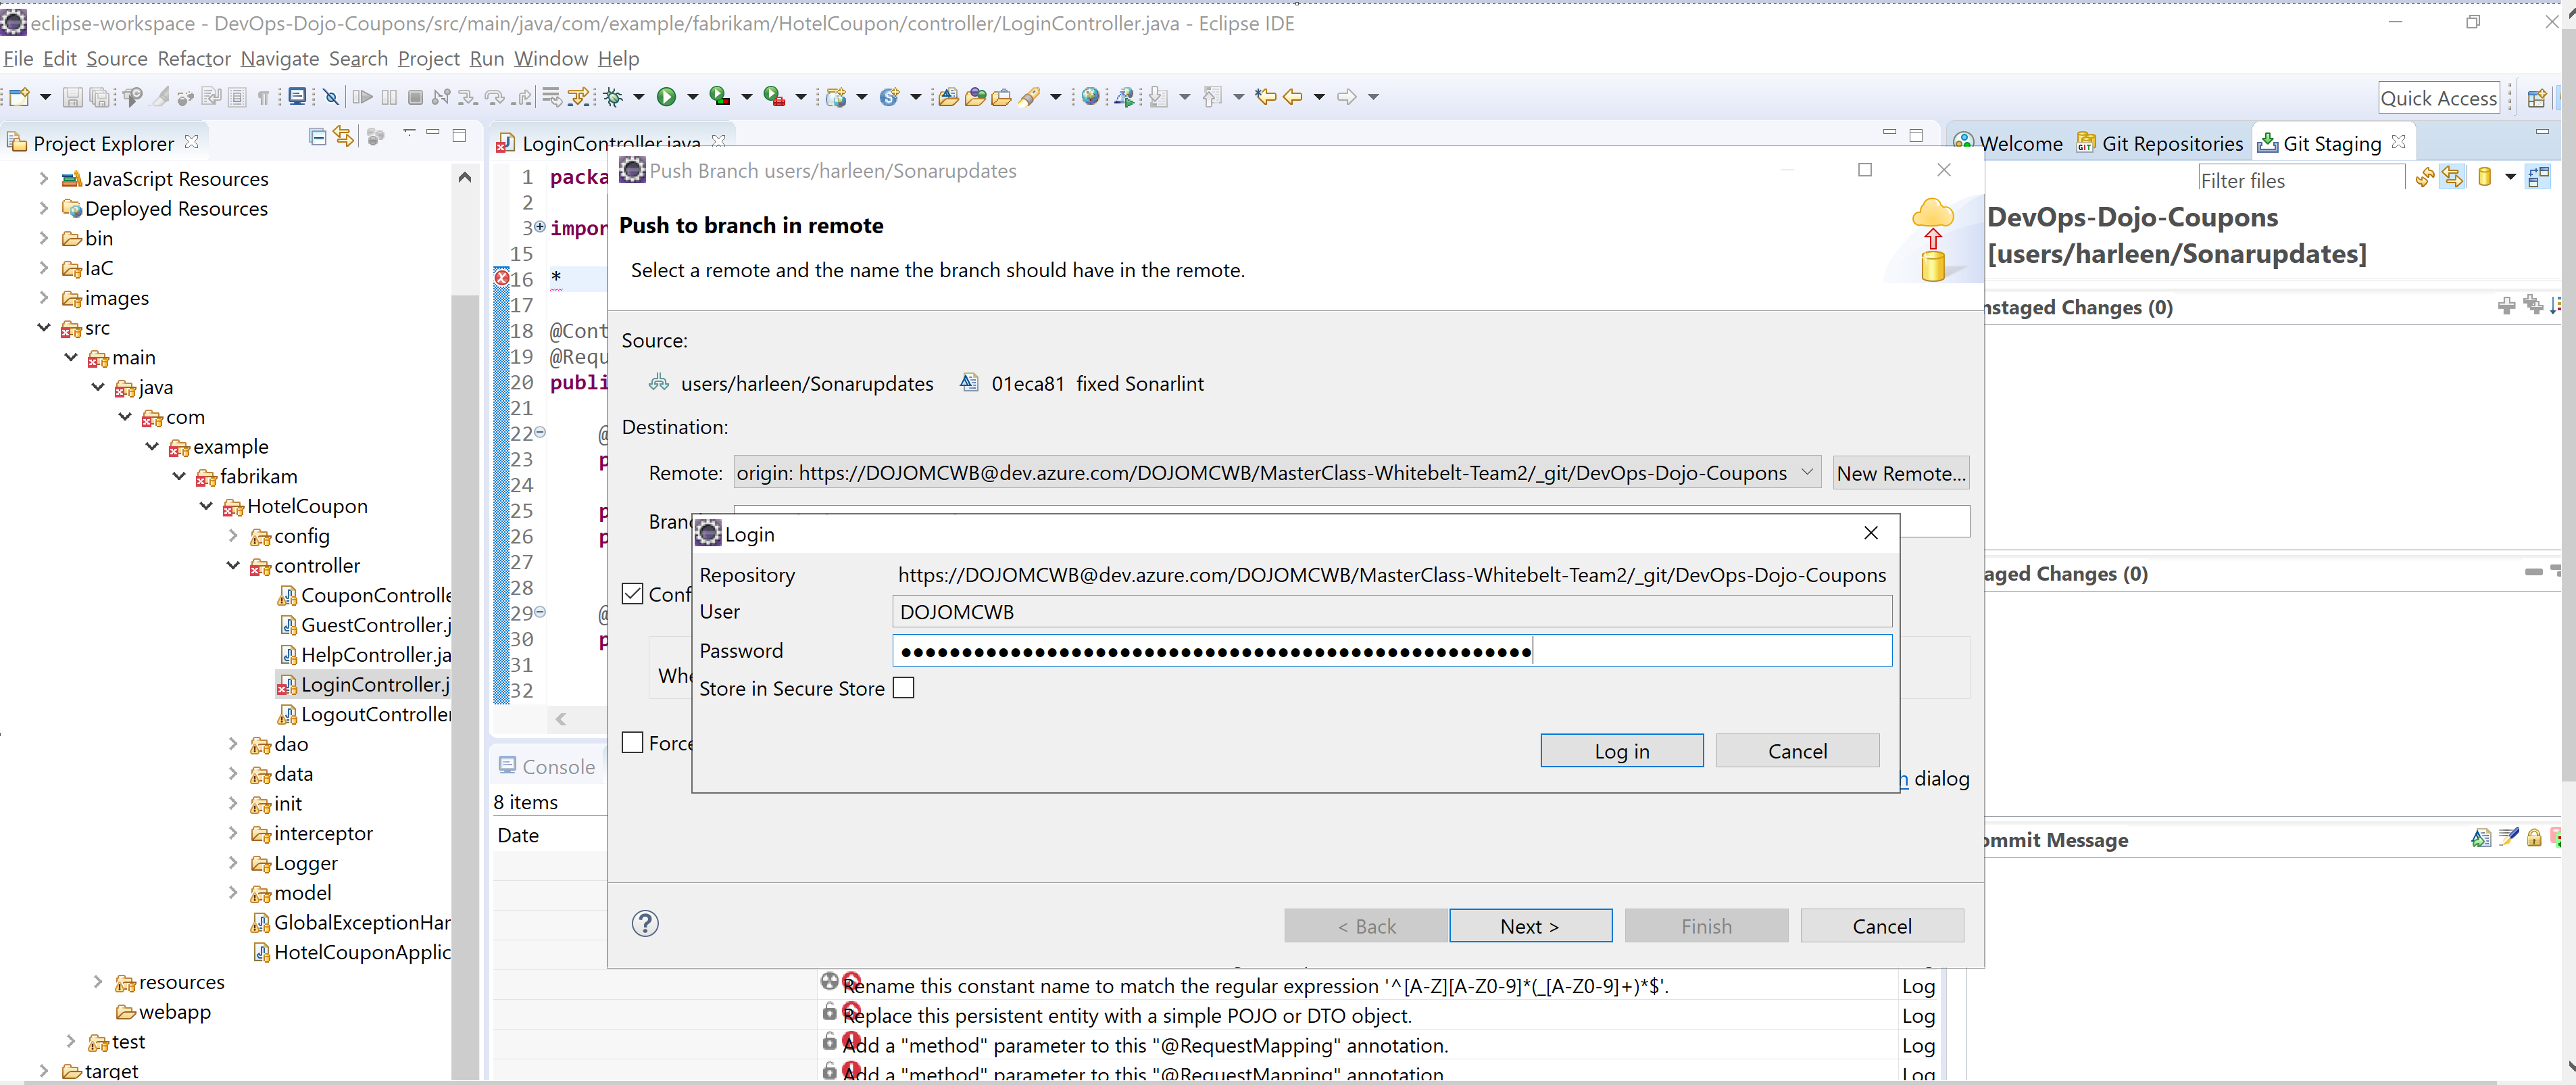 eclipse-workspace - DevOps-Dojo-Coupons/src/main/java/com/example/fabrikam/HotelCoupon/controller/LoginController.java - Eclipse IDE
File Edit Source Refactor Navigate Search Project Run Window Help
Quick Access
Project Explorer
JavaScript Resources
Deployed Resources
bin
IaC
images
src
main
java
com
example
fabrikam
HotelCoupon
config
controller
CouponControlle
GuestController.j
HelpController.ja
LoginController.j
LogoutController
dao
data
init
interceptor
Logger
model
GlobalExceptionHar
HotelCouponApplic
resources
webapp
test
target
LoginController.java
1 packa
2
3 impor
15
16 *
17
18 @Cont
19 @Requ
20 publi
21
22 @
23 p
24
25 p
26 p
27
28
29 @
30 p
31
32
Console
8 items
Date
Push Branch users/harleen/Sonarupdates
Push to branch in remote
Select a remote and the name the branch should have in the remote.
Source:
users/harleen/Sonarupdates 01eca81 fixed Sonarlint
Destination:
Remote: origin: https://DOJOMCWB@dev.azure.com/DOJOMCWB/MasterClass-Whitebelt-Team2/_git/DevOps-Dojo-Coupons New Remote...
Branc
Conf
Whe
Force
h dialog
Login
Repository https://DOJOMCWB@dev.azure.com/DOJOMCWB/MasterClass-Whitebelt-Team2/_git/DevOps-Dojo-Coupons
User DOJOMCWB
Password
Store in Secure Store
Log in Cancel
< Back Next > Finish Cancel
Rename this constant name to match the regular expression '^[A-Z][A-Z0-9]*(_[A-Z0-9]+)*$'. Log
Replace this persistent entity with a simple POJO or DTO object. Log
Add a "method" parameter to this "@RequestMapping" annotation. Log
Add a "method" parameter to this "@RequestMapping" annotation Log
Welcome Git Repositories Git Staging
Filter files
DevOps-Dojo-Coupons
[users/harleen/Sonarupdates]
nstaged Changes (0)
aged Changes (0)
ommit Message